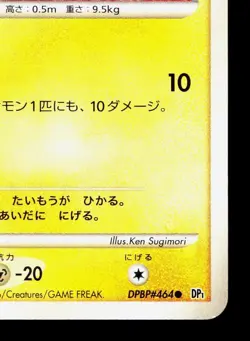 高さ:0.5m 重さ:9.5kg
10
モン1匹にも、10ダメージ。
たいもうが ひかる。
あいだに にげる。
Illus.Ken Sugimori
抗力 にげる
-20
/Creatures/GAME FREAK. DPBP#464● DP1